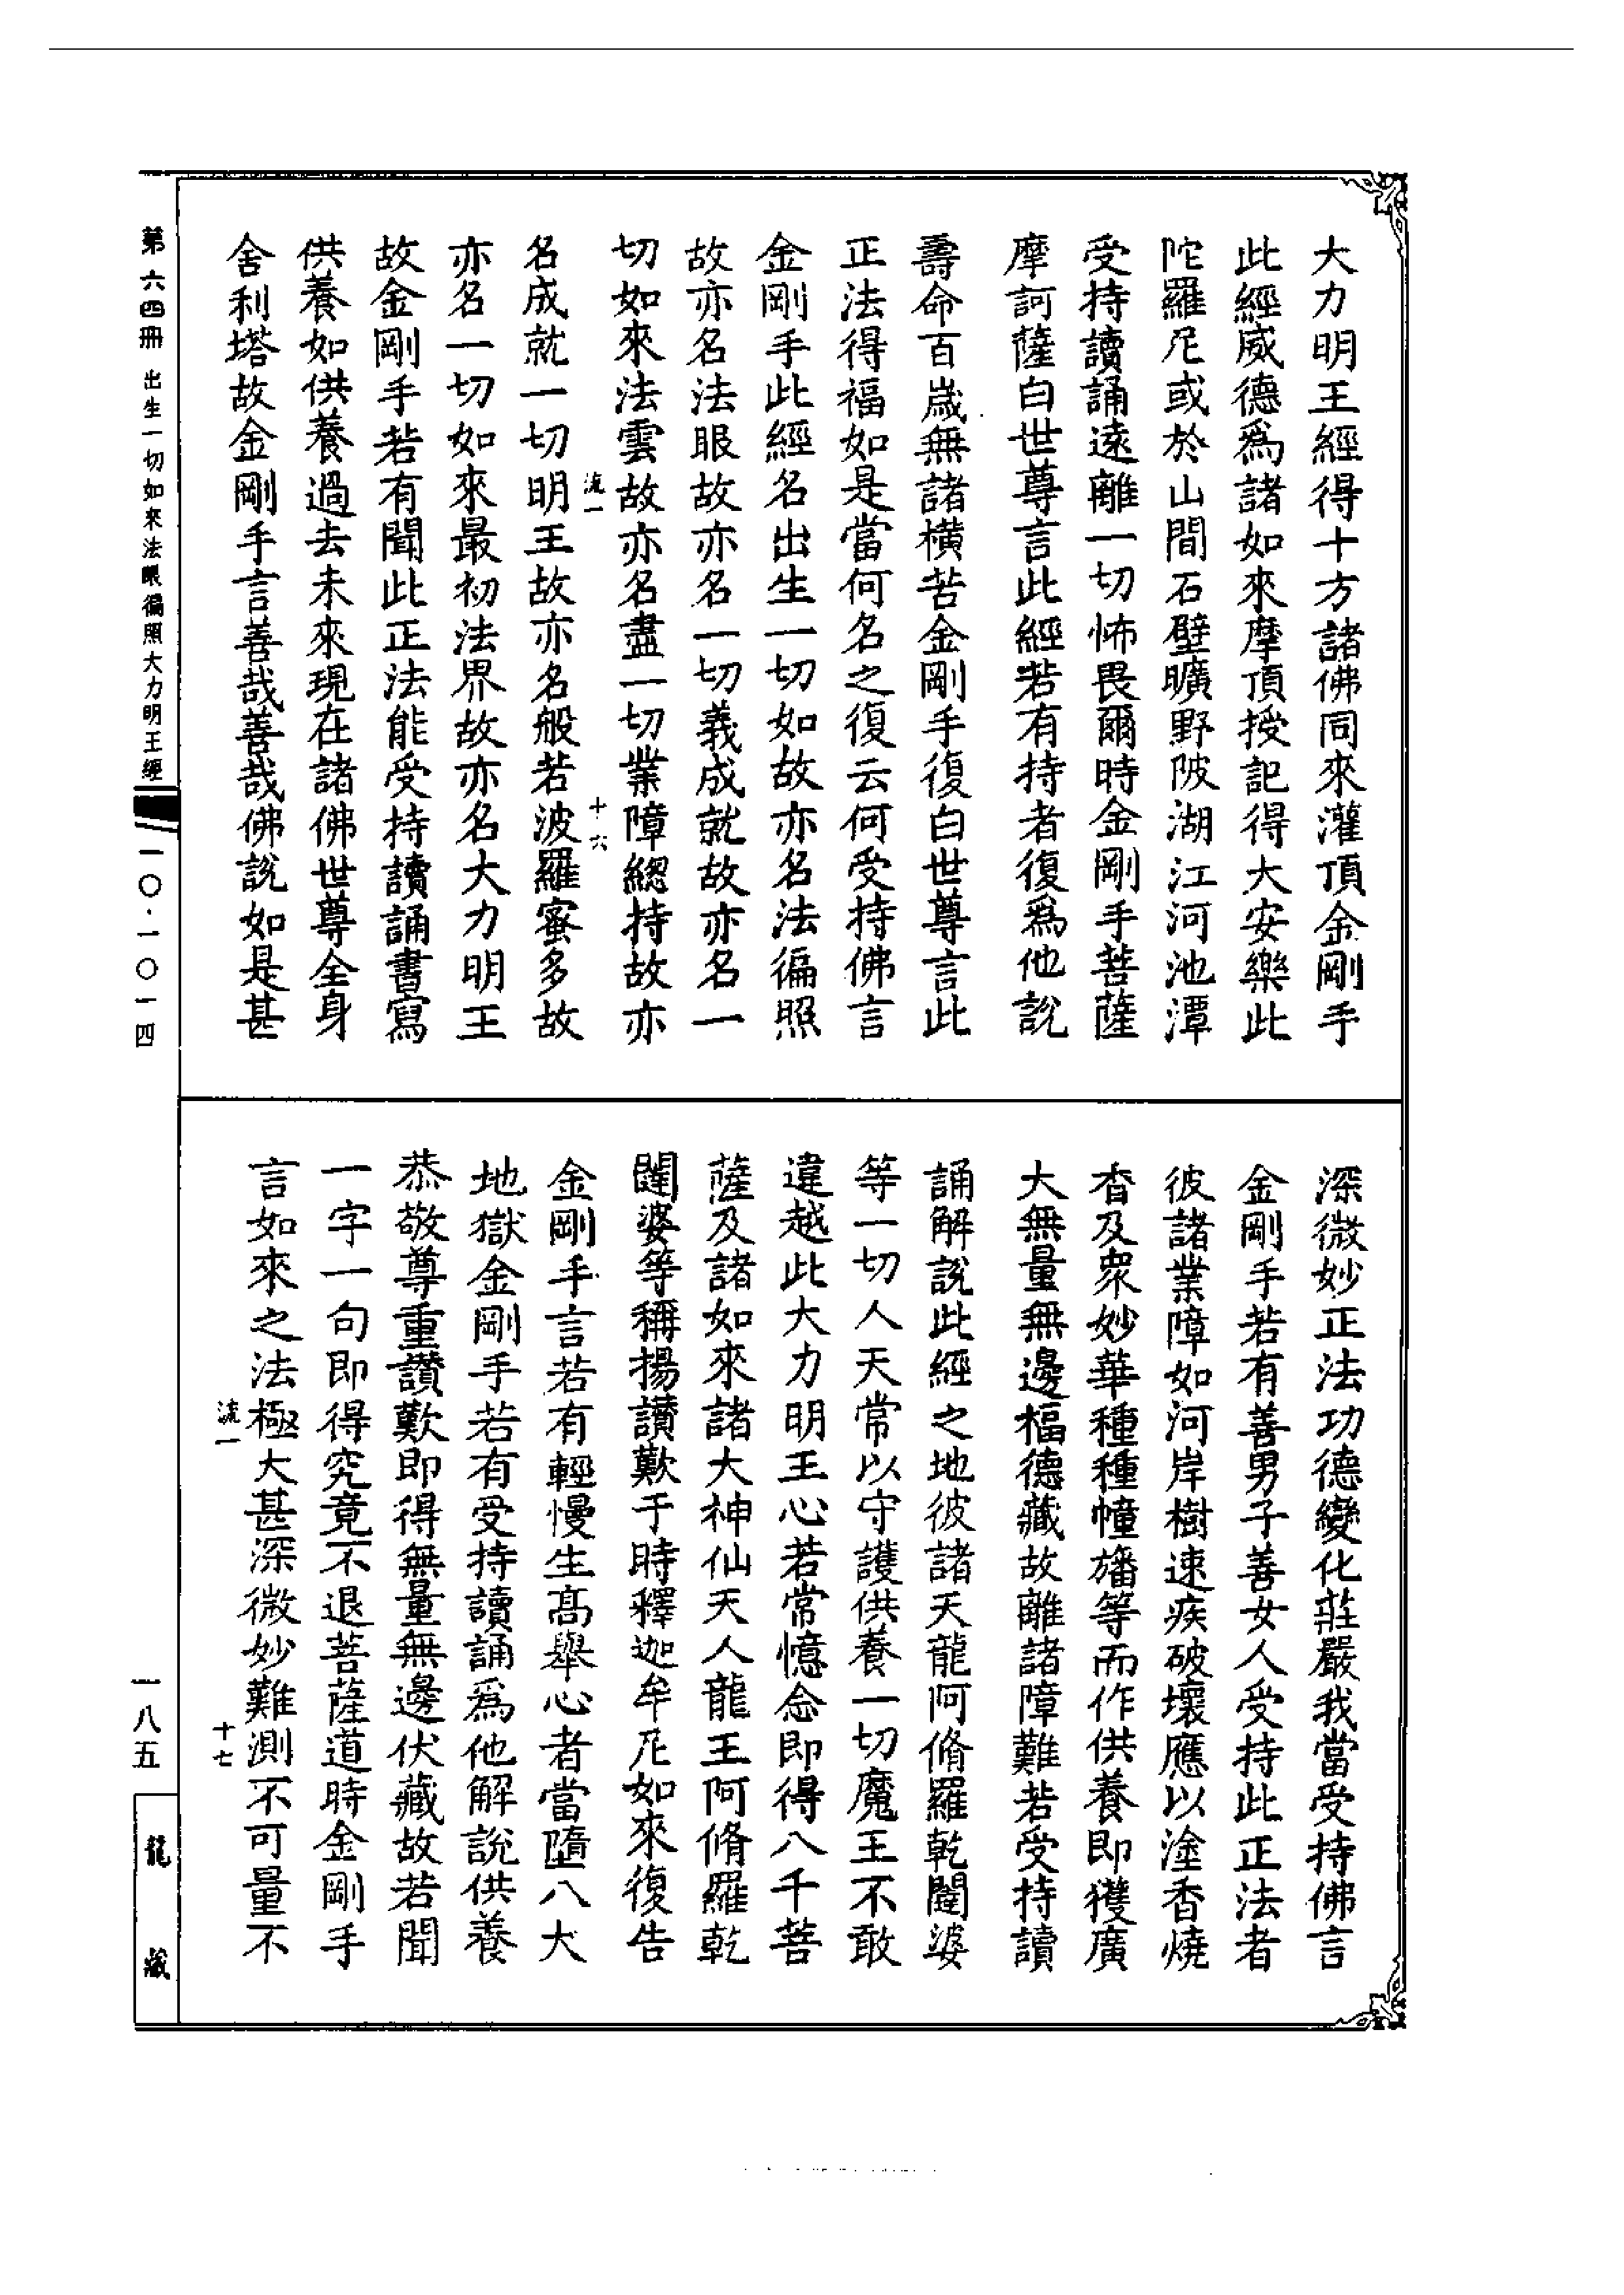 大力明王經得十方諸佛同來灌頂金剛手
此經威德爲諸如來摩頂授記得大安樂此
陀羅尼或於山間石壁曠野陂湖江河池潭
受持讀誦遠離一切怖畏爾時金剛手菩薩
摩訶薩白世尊言此經若有持者復爲他說
壽命百歲無諸橫苦金剛手復白世尊言此
正法得福如是當何名之復云何受持佛言
金剛手此經名出生一切如故亦名法徧照
故亦名法眼故亦名一切義成就故亦名一
切如來法雲故亦名盡一切業障緫持故亦
流一
十六
名成就一切明王故亦名般若波羅蜜多故
亦名一切如來最初法界故亦名大力明王
故金剛手若有聞此正法能受持讀誦書寫
供養如供養過去未來現在諸佛世尊全身
舍利塔故金剛手言善哉善哉佛說如是甚
深微妙正法功德變化莊嚴我當受持佛言
金剛手若有善男子善女人受持此正法者
彼諸業障如河岸樹速疾破壞應以塗香燒
香及衆妙華種種幢旛等而作供養即獲廣
大無量無邊福德藏故離諸障難若受持讀
誦解說此經之地彼諸天龍阿脩羅乾闥婆
等一切人天常以守護供養一切魔王不敢
違越此大力明王心若常憶念即得八千菩
薩及諸如來諸大神仙天人龍王阿脩羅乾
闥婆等稱揚讃歎于時釋迦牟尼如來復告
金剛手言若有輕慢生髙舉心者當墮八大
地獄金剛手若有受持讀誦爲他解說供養
恭敬尊重讃歎即得無量無邊伏藏故若聞
一字一句即得究竟不退菩薩道時金剛手
言如來之法極大甚深微妙難測不可量不
流一
十七
第六四冊 出生一切如來法眼徧照大力明王經
一〇·一〇一四
一八五
龍藏